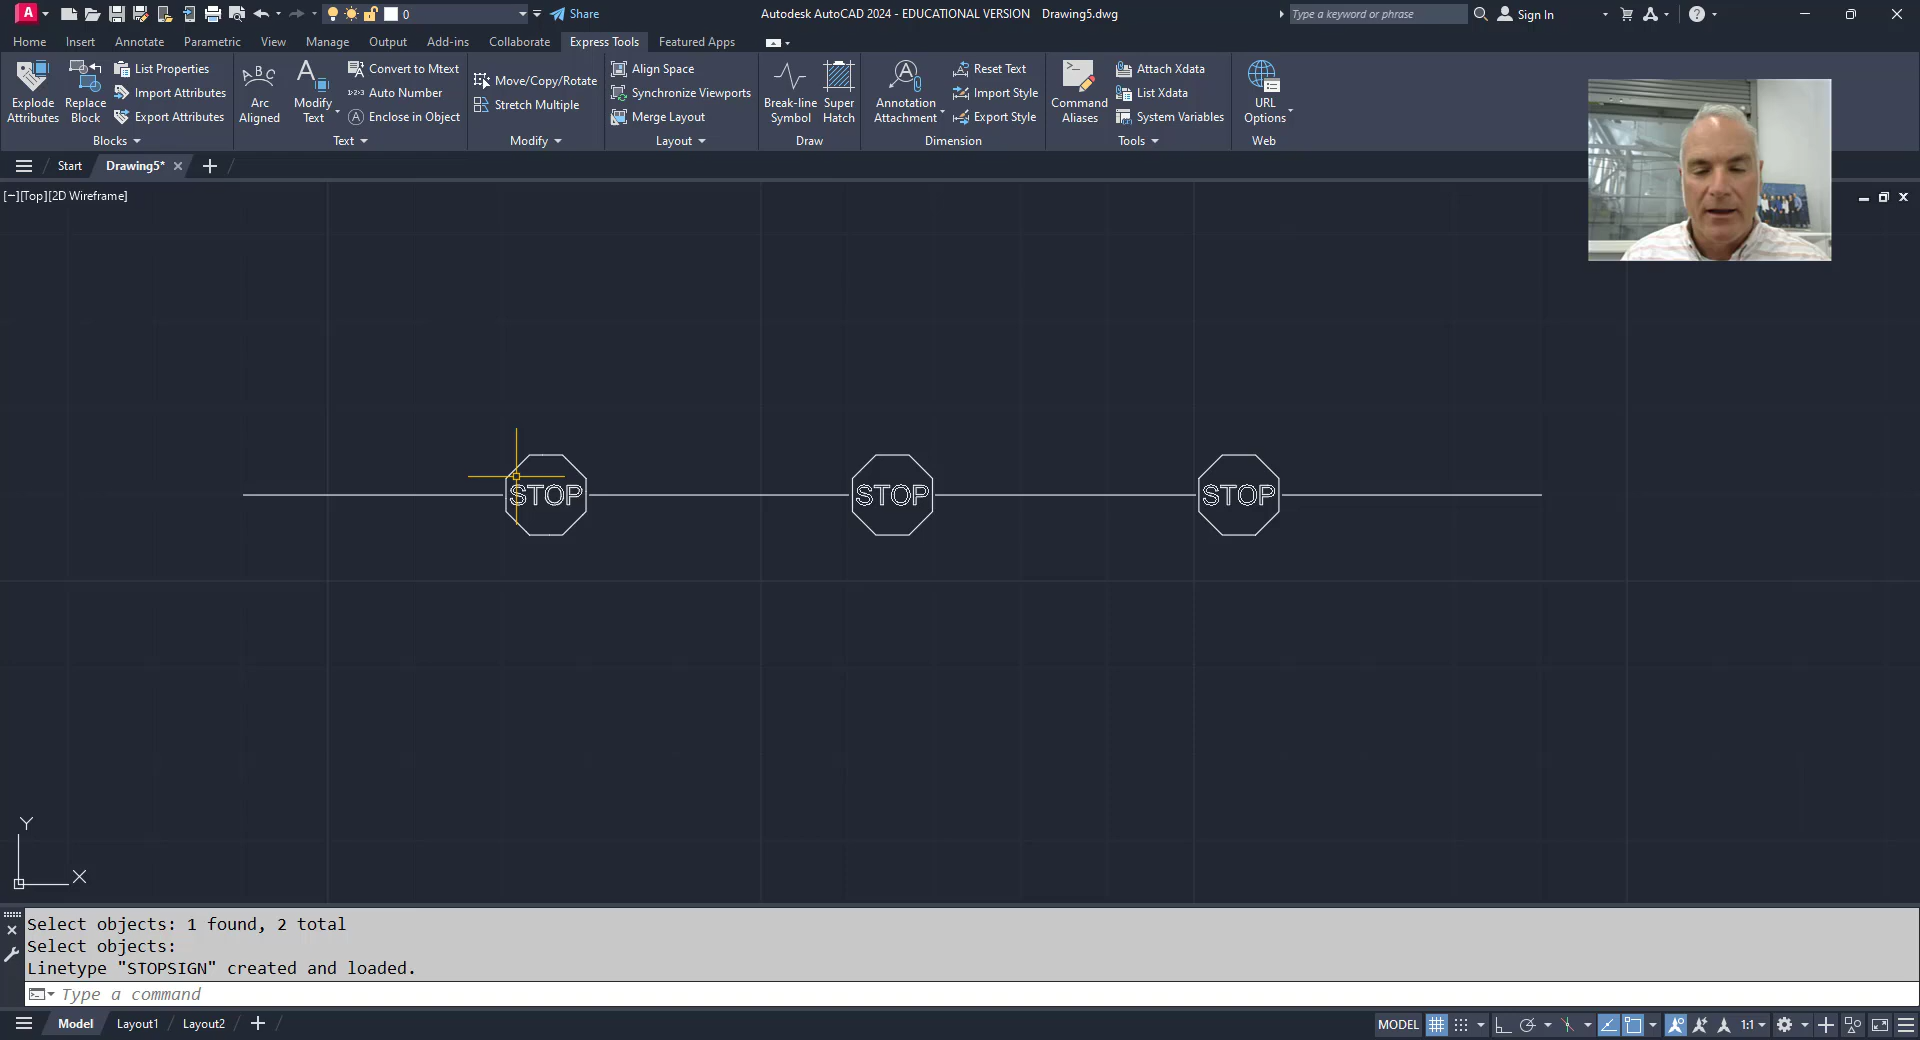 A 0 Share Autodesk AutoCAD 2024 - EDUCATIONAL VERSION Drawing5.dwg Type a keyword or phrase Sign In
Home Insert Annotate Parametric View Manage Output Add-ins Collaborate Express Tools Featured Apps
Explode Attributes
Replace Block
List Properties
Import Attributes
Export Attributes
Blocks
ABC Arc Aligned
Modify Text
Convert to Mtext
Auto Number
Enclose in Object
Text
Move/Copy/Rotate
Stretch Multiple
Modify
Align Space
Synchronize Viewports
Merge Layout
Layout
Break-line Symbol
Super Hatch
Draw
Annotation Attachment
Reset Text
Import Style
Export Style
Dimension
Command Aliases
Attach Xdata
List Xdata
System Variables
Tools
URL Options
Web
Start Drawing5*
[−][Top][2D Wireframe]
STOP STOP STOP
Y
X
Select objects: 1 found, 2 total
Select objects:
Linetype "STOPSIGN" created and loaded.
Type a command
Model Layout1 Layout2 MODEL 1:1